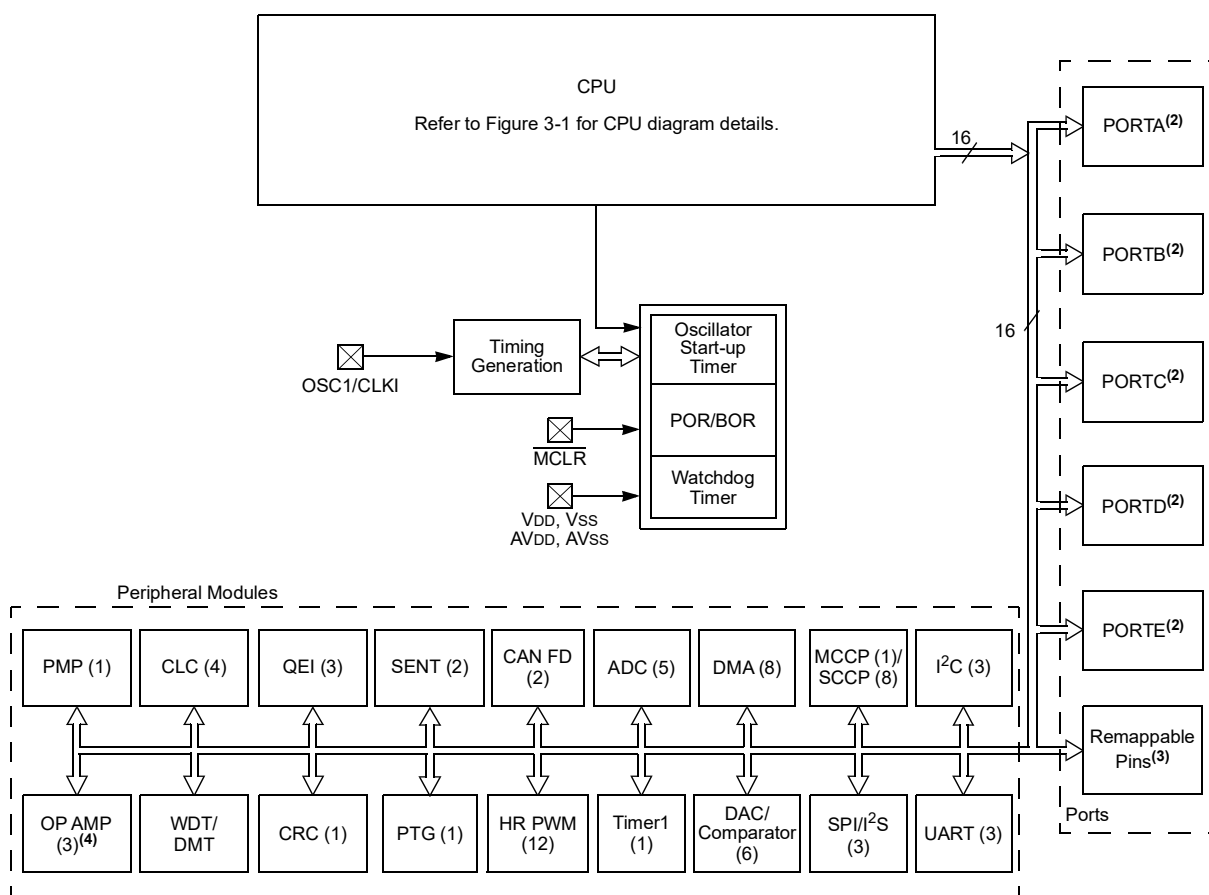 CPU
Refer to Figure 3-1 for CPU diagram details.
16
PORTA(2)
PORTB(2)
16
PORTC(2)
PORTD(2)
PORTE(2)
Remappable
Pins(3)
Ports
Timing
Generation
OSC1/CLKI
Oscillator
Start-up
Timer
POR/BOR
Watchdog
Timer
MCLR
VDD, VSS
AVDD, AVSS
Peripheral Modules
PMP (1)
CLC (4)
QEI (3)
SENT (2)
CAN FD
(2)
ADC (5)
DMA (8)
MCCP (1)/
SCCP (8)
I2C (3)
OP AMP
(3)(4)
WDT/
DMT
CRC (1)
PTG (1)
HR PWM
(12)
Timer1
(1)
DAC/
Comparator
(6)
SPI/I2S
(3)
UART (3)